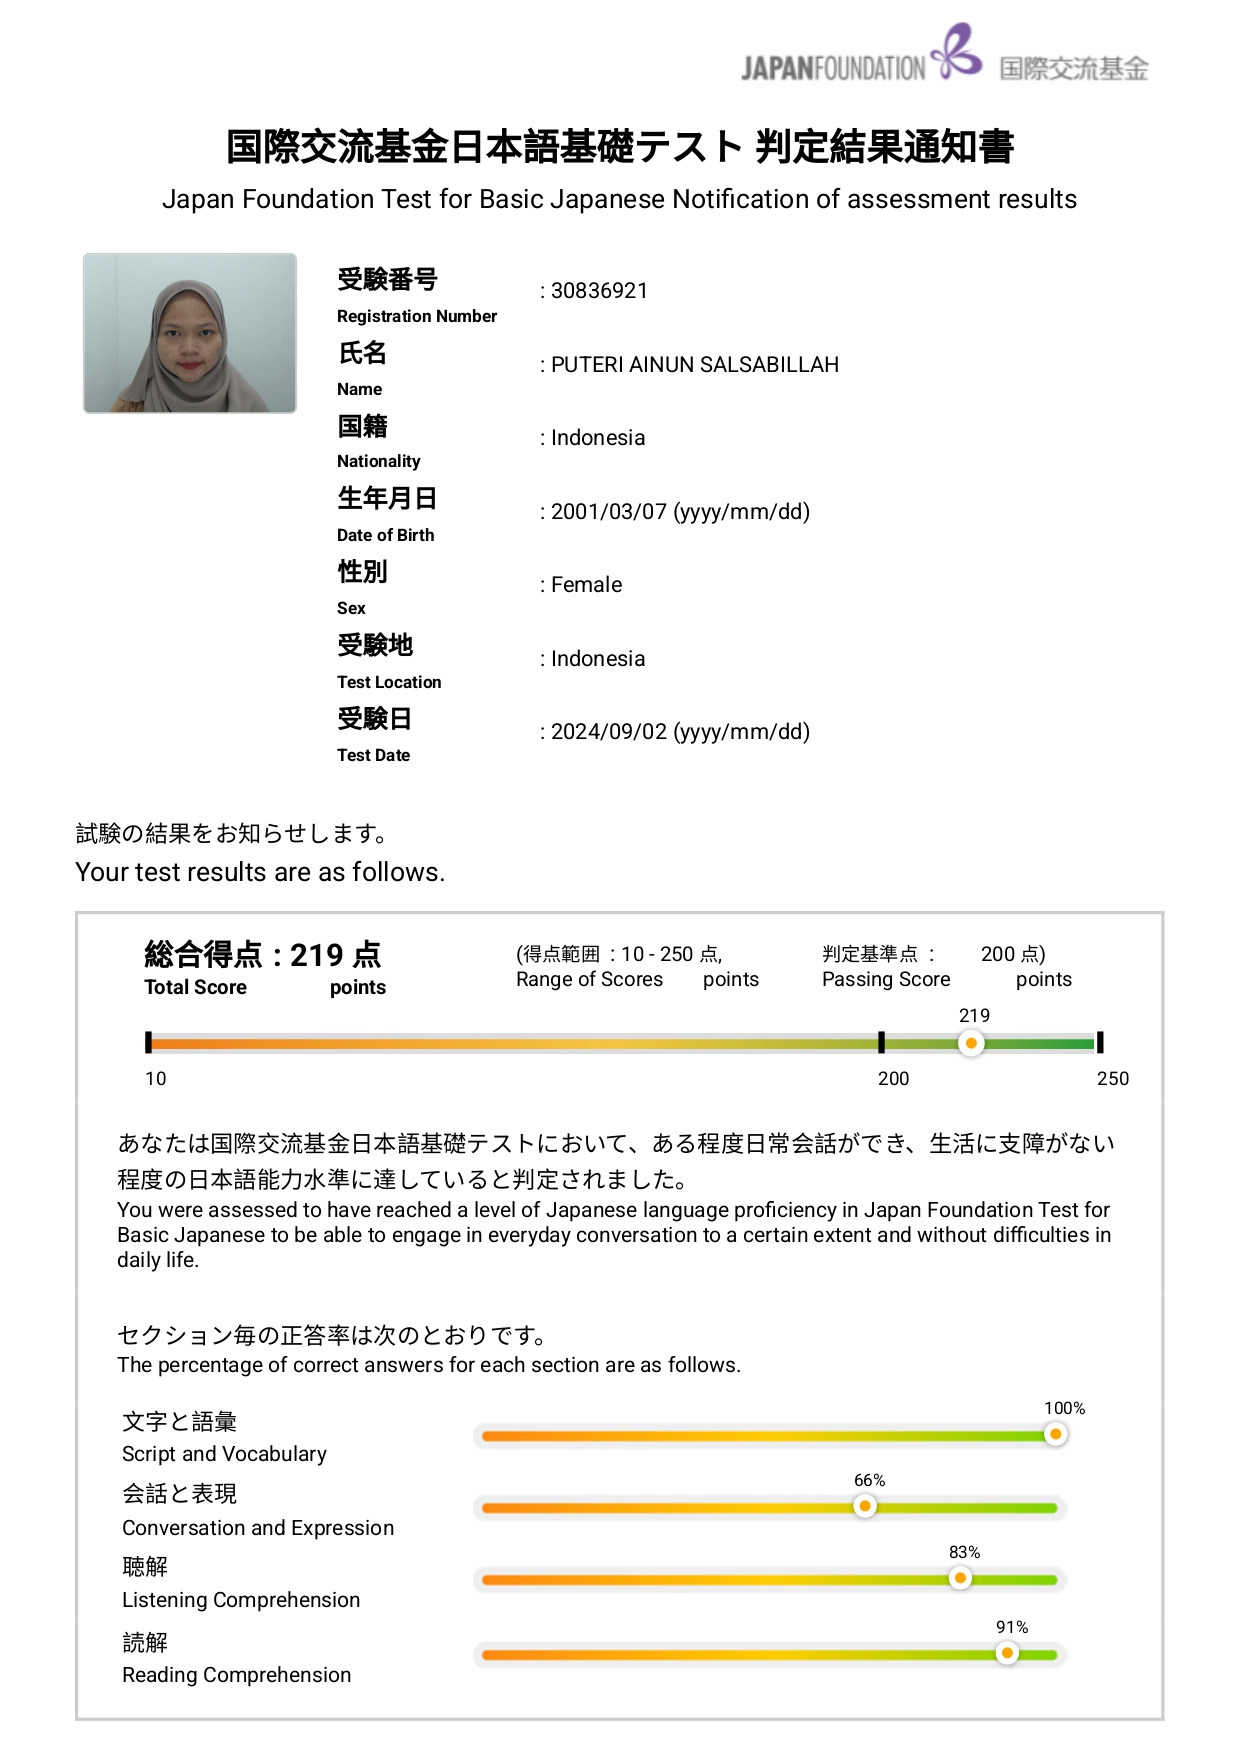 JAPANFOUNDATION 国際交流基金
国際交流基金日本語基礎テスト 判定結果通知書
Japan Foundation Test for Basic Japanese Notification of assessment results
受験番号
: 30836921
Registration Number
氏名
: PUTERI AINUN SALSABILLAH
Name
国籍
: Indonesia
Nationality
生年月日
: 2001/03/07 (yyyy/mm/dd)
Date of Birth
性別
: Female
Sex
受験地
: Indonesia
Test Location
受験日
: 2024/09/02 (yyyy/mm/dd)
Test Date
試験の結果をお知らせします。
Your test results are as follows.
総合得点 : 219 点 (得点範囲 : 10 - 250 点, 判定基準点 : 200 点)
Total Score points Range of Scores points Passing Score points
219
10 200 250
あなたは国際交流基金日本語基礎テストにおいて、ある程度日常会話ができ、生活に支障がない
程度の日本語能力水準に達していると判定されました。
You were assessed to have reached a level of Japanese language proficiency in Japan Foundation Test for
Basic Japanese to be able to engage in everyday conversation to a certain extent and without difficulties in
daily life.
セクション毎の正答率は次のとおりです。
The percentage of correct answers for each section are as follows.
100%
文字と語彙
Script and Vocabulary
66%
会話と表現
Conversation and Expression
83%
聴解
Listening Comprehension
91%
読解
Reading Comprehension